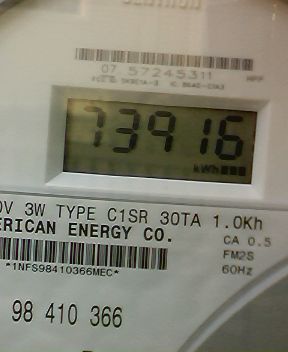 07 57245311
73916
kWh
0V 3W TYPE C1SR 30TA 1.0Kh
ERICAN ENERGY CO.
CA 0.5
FM2S
60Hz
*1NFS98410366MEC*
98 410 366